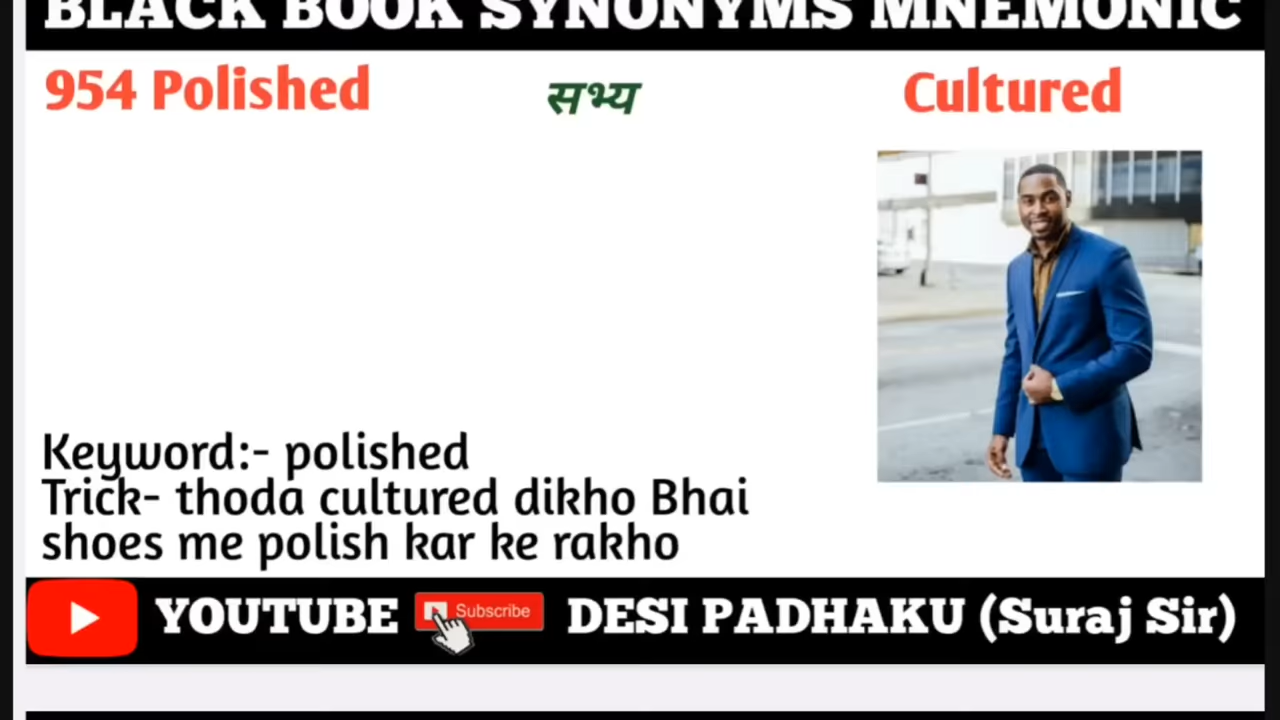 BLACK BOOK SYNONYMS MNEMONIC
954 Polished सभ्य Cultured
Keyword:- polished
Trick- thoda cultured dikho Bhai
shoes me polish kar ke rakho
YOUTUBE Subscribe DESI PADHAKU (Suraj Sir)